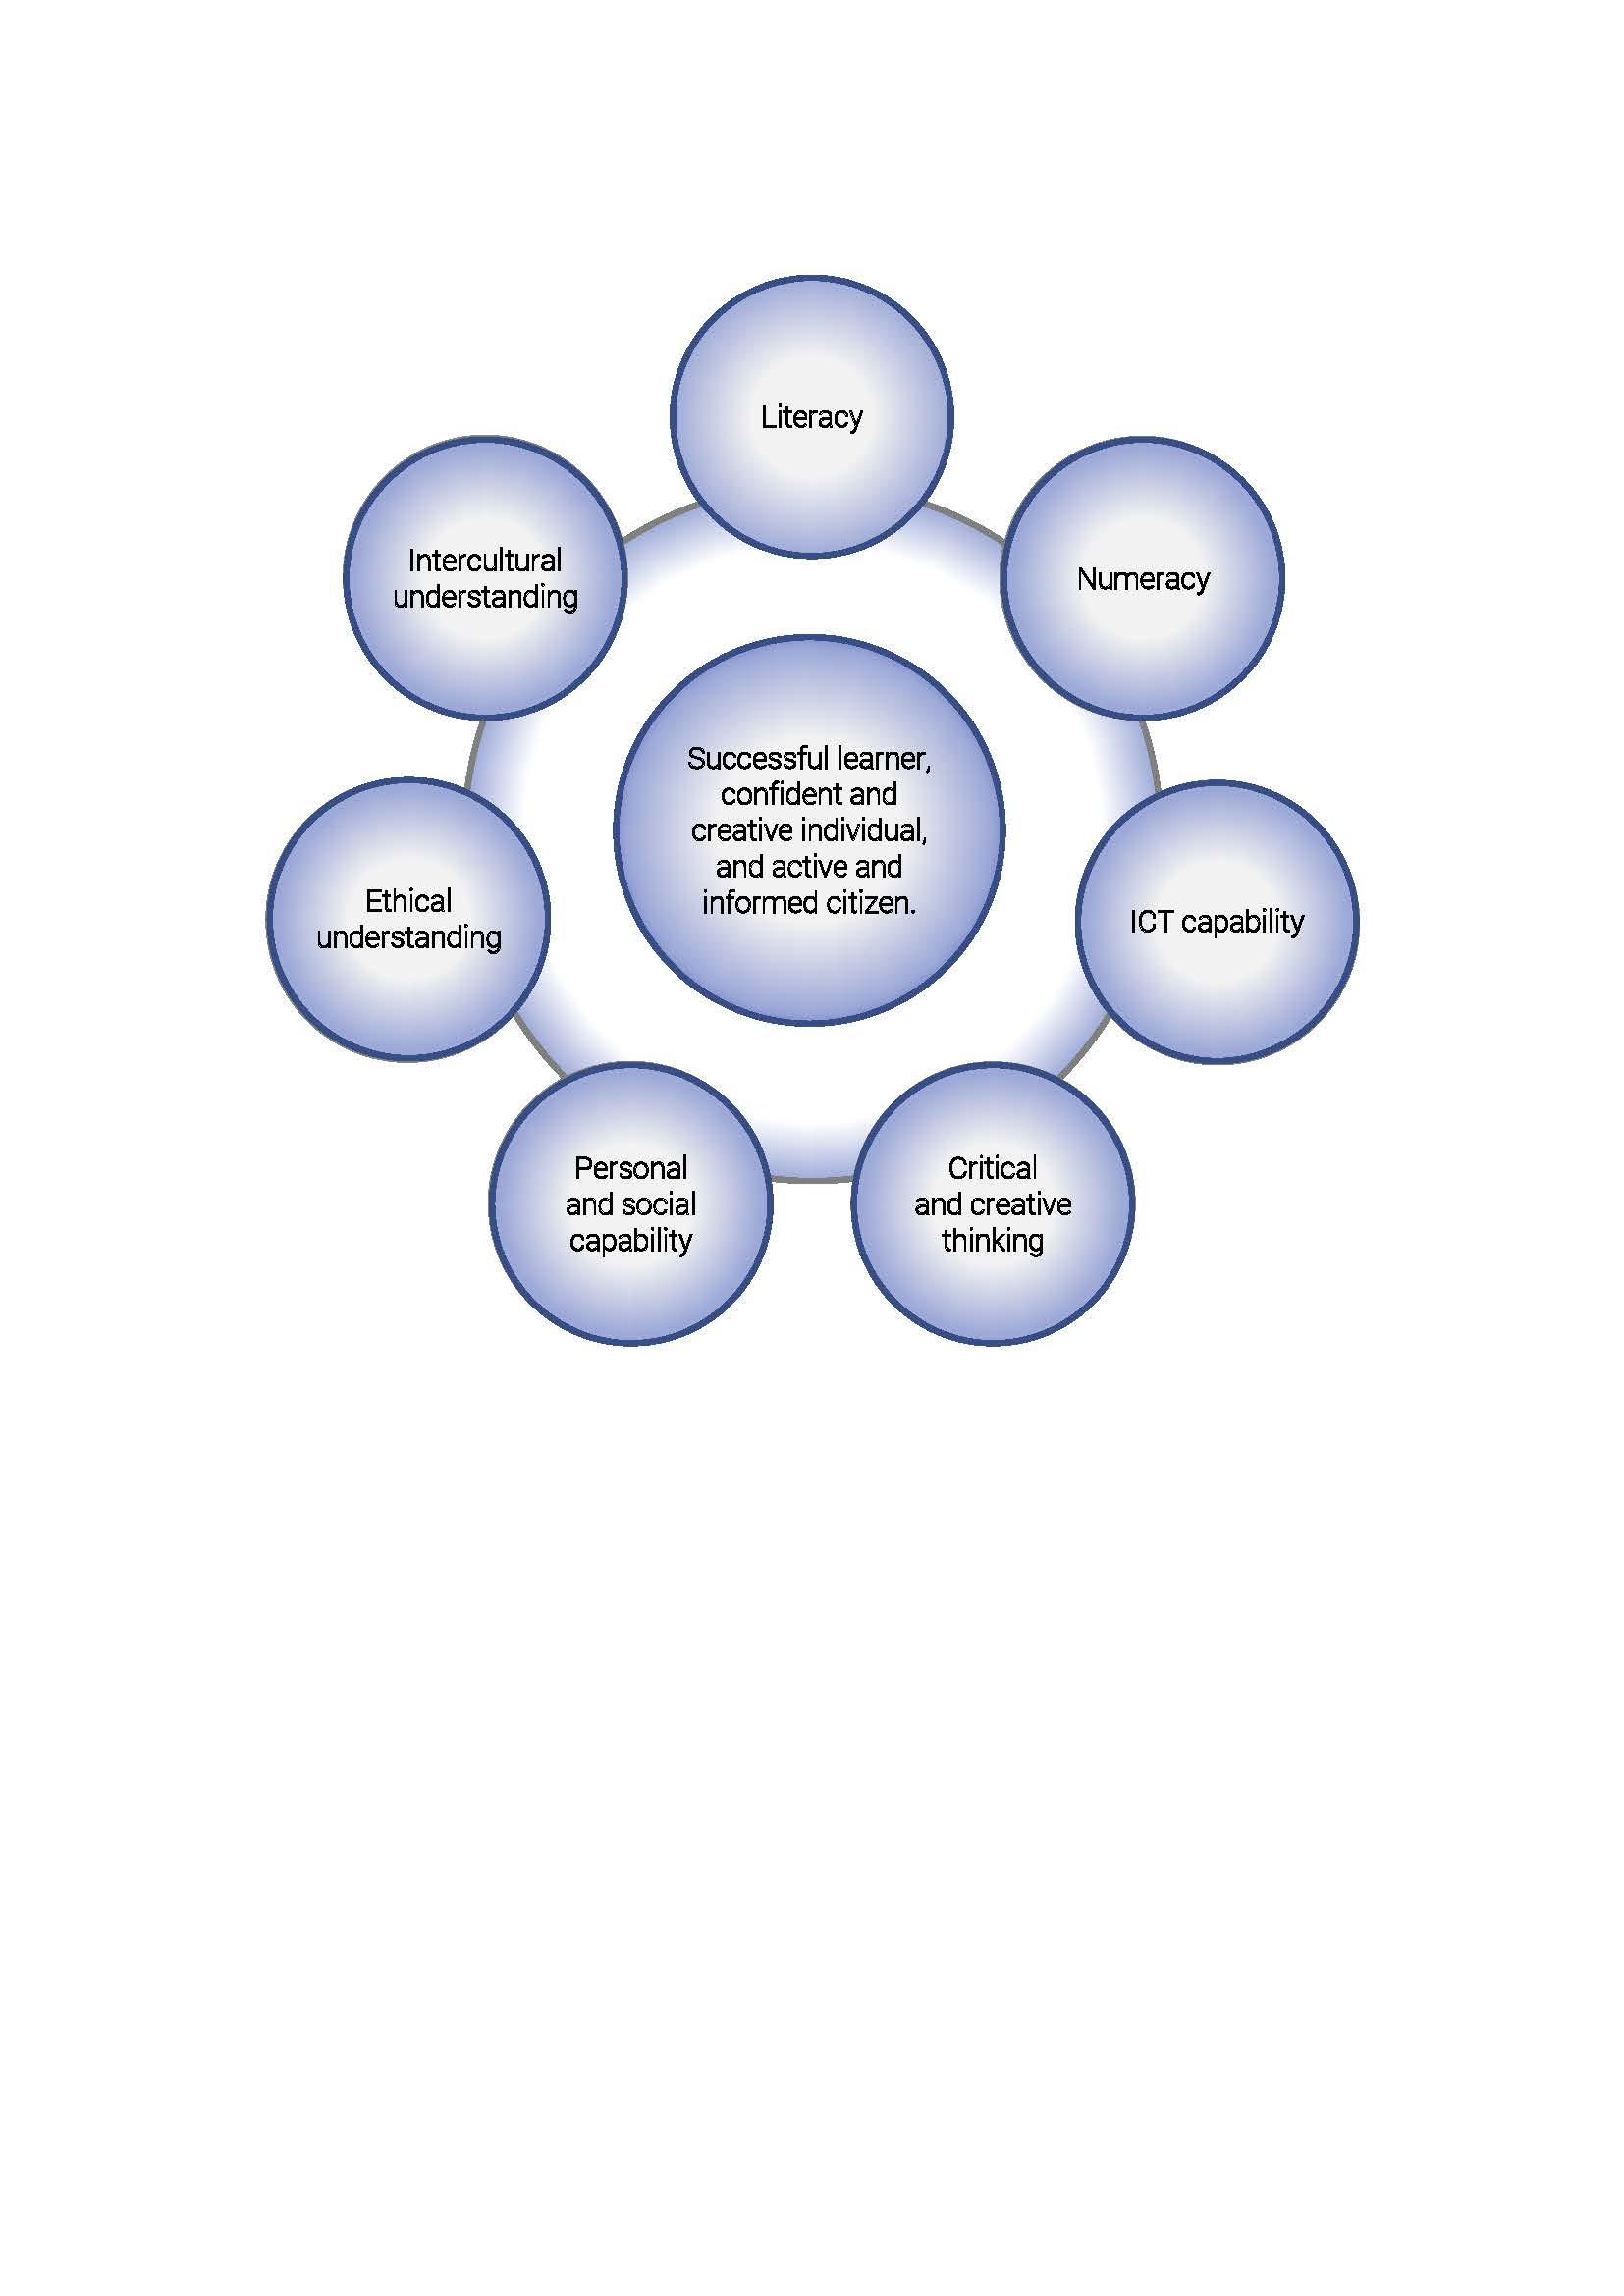 Literacy
Intercultural
understanding
Numeracy
Successful learner,
confident and
creative individual,
and active and
informed citizen.
Ethical
understanding
ICT capability
Personal
and social
capability
Critical
and creative
thinking